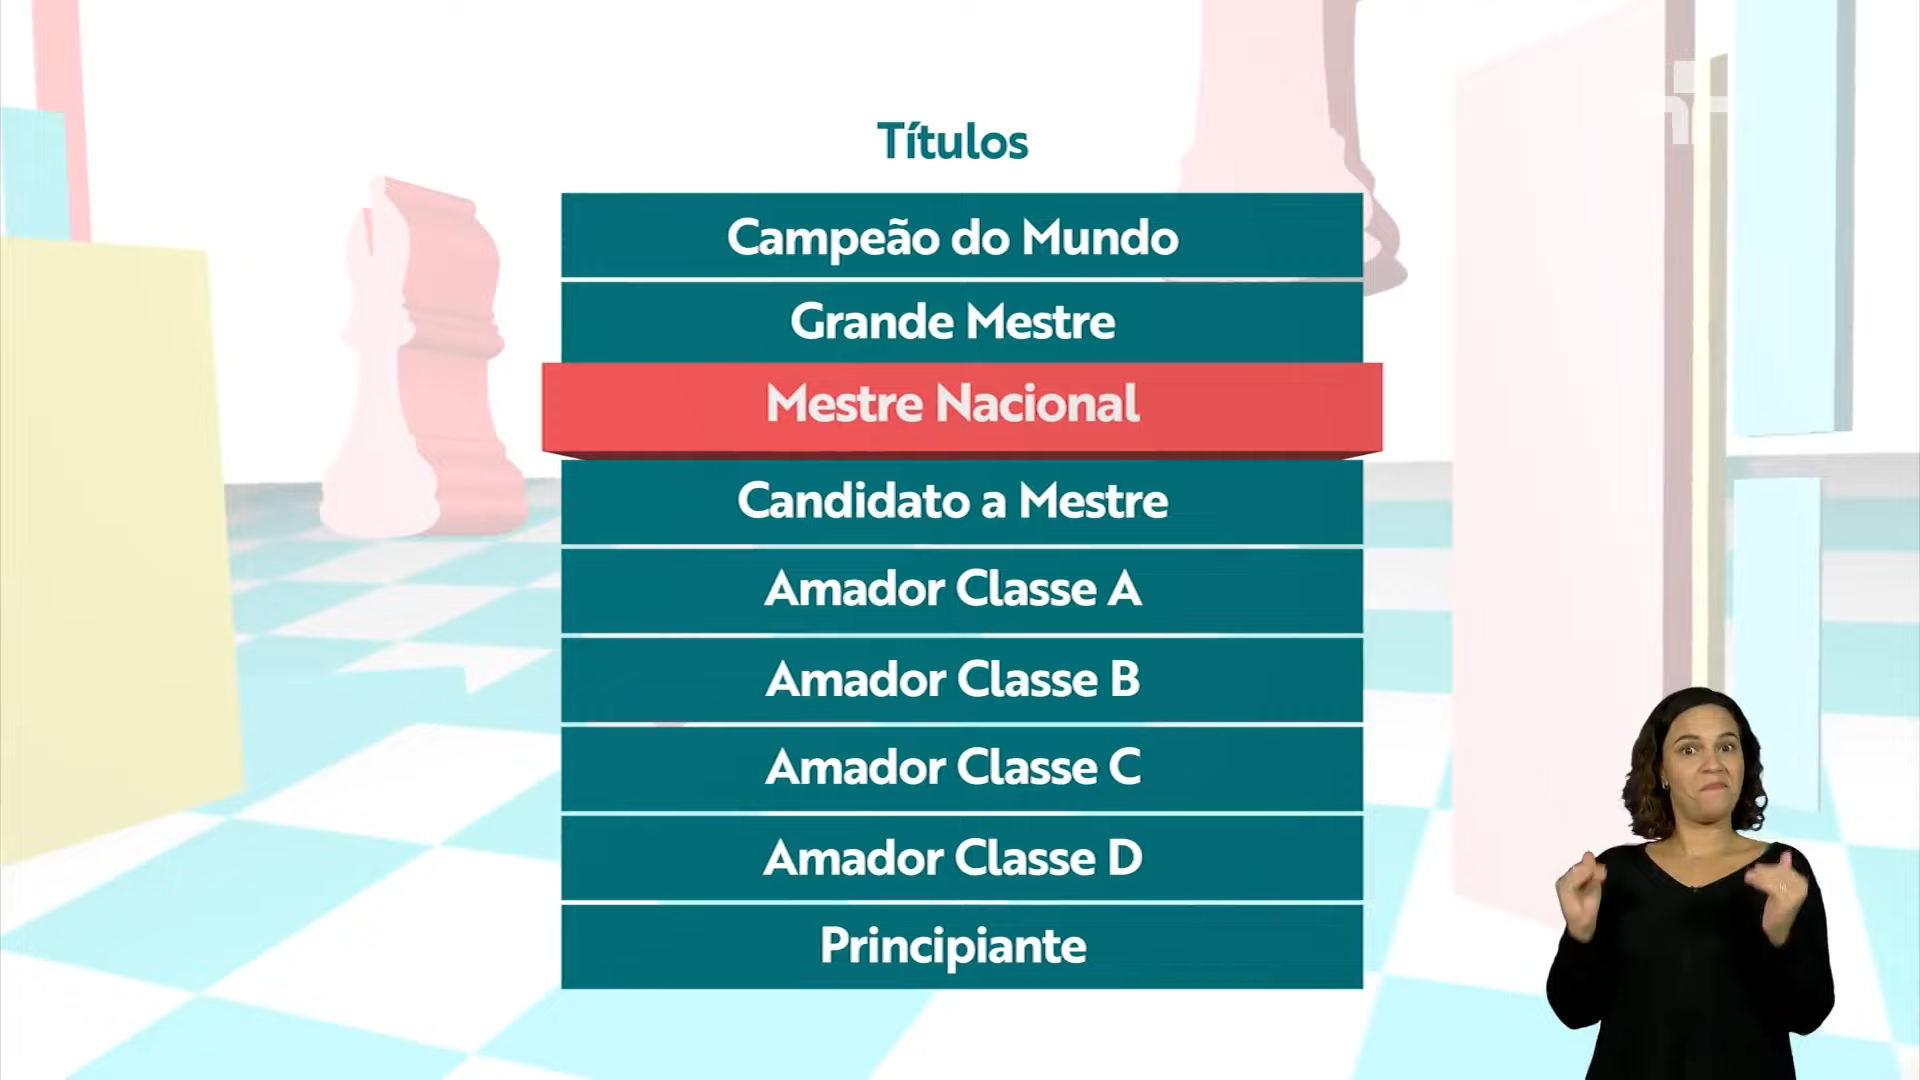 Títulos
Campeão do Mundo
Grande Mestre
Mestre Nacional
Candidato a Mestre
Amador Classe A
Amador Classe B
Amador Classe C
Amador Classe D
Principiante